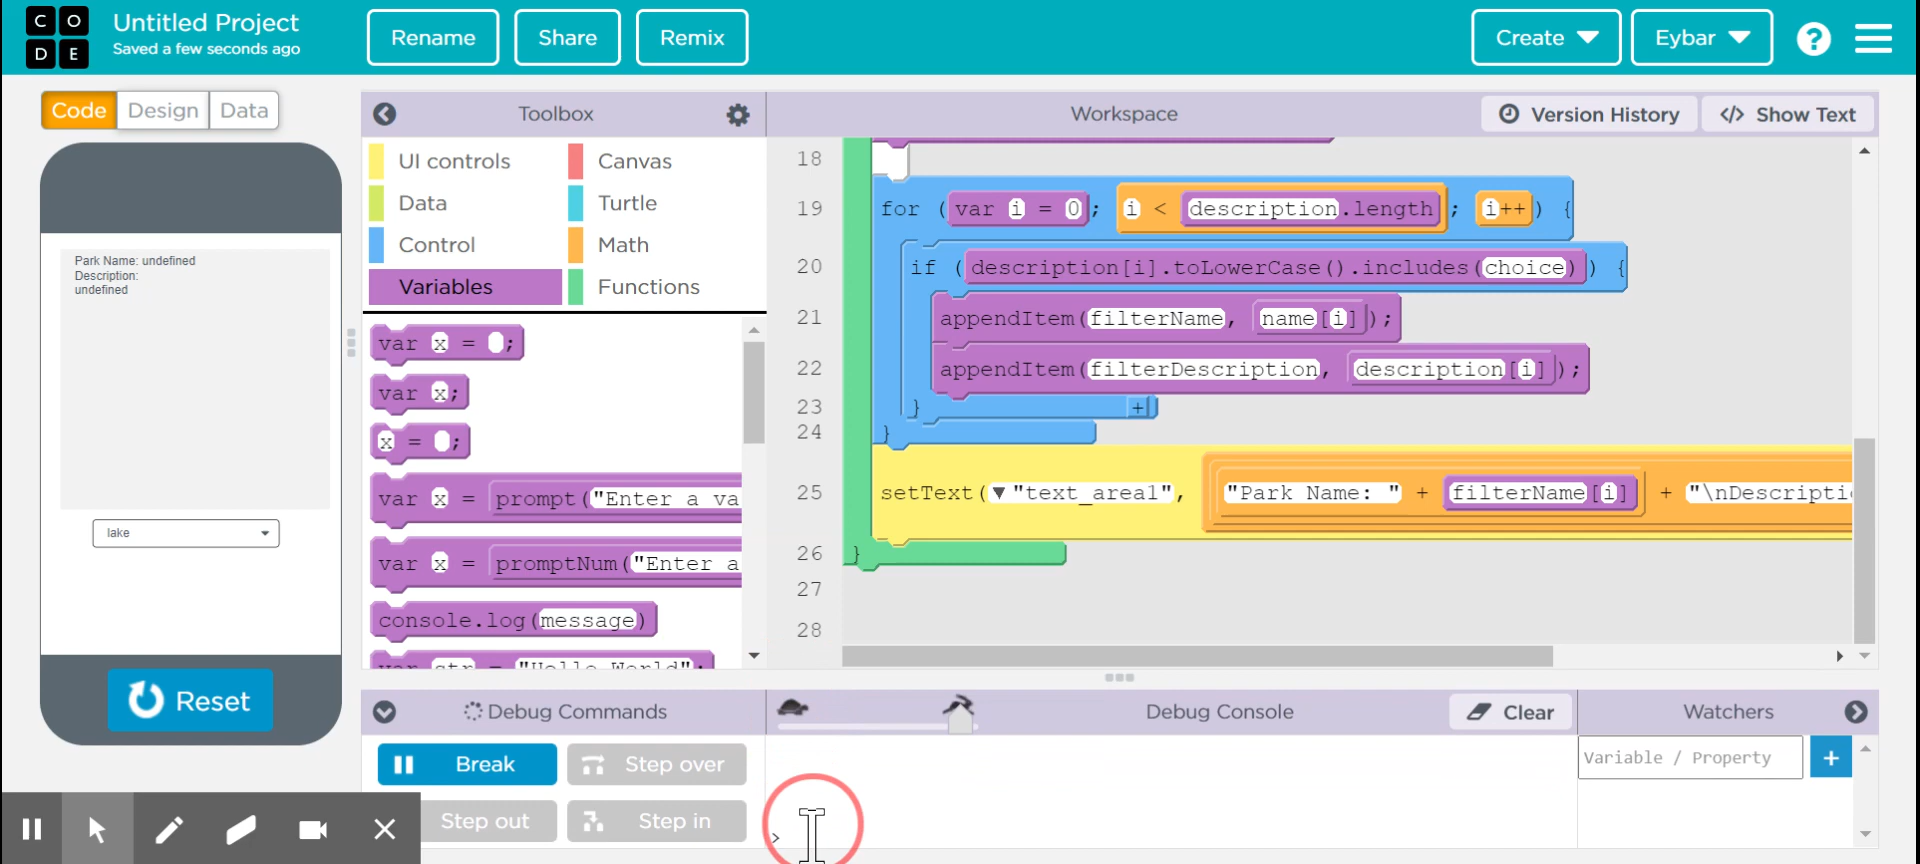 CODE
Untitled Project
Saved a few seconds ago
Rename
Share
Remix
Create
Eybar
?
Code
Design
Data
Toolbox
Workspace
Version History
</> Show Text
Park Name: undefined
Description:
undefined
lake
Reset
UI controls
Canvas
Data
Turtle
Control
Math
Variables
Functions
var x = ;
var x;
x = ;
var x = prompt("Enter a va
var x = promptNum("Enter a
console.log(message)
var str = "Hello World";
18
19 for (var i = 0; i < description.length; i++) {
20 if (description[i].toLowerCase().includes(choice)) {
21 appendItem(filterName, name[i]);
22 appendItem(filterDescription, description[i]);
23 } +
24 }
25 setText("text_area1", "Park Name: " + filterName[i] + "\nDescripti
26 }
27
28
Debug Commands
Debug Console
Clear
Watchers
Break
Step over
Step out
Step in
>
Variable / Property
+